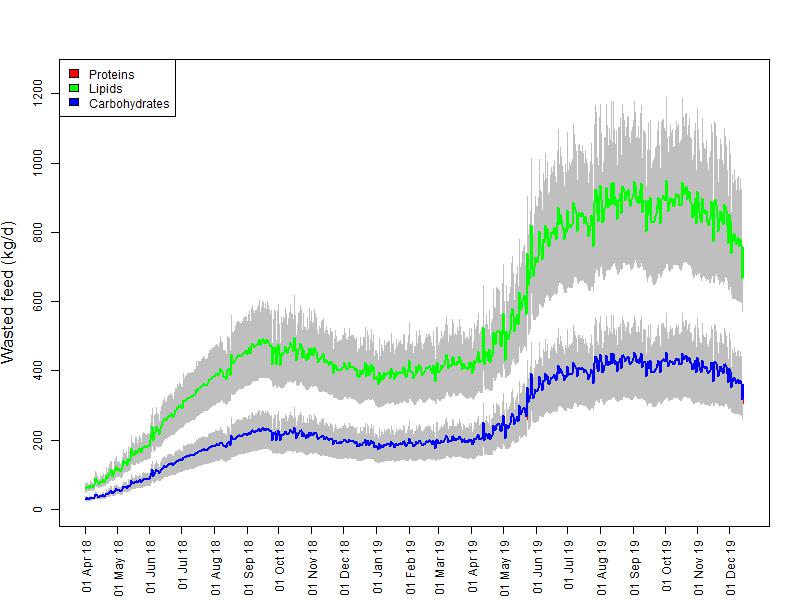 Proteins
Lipids
Carbohydrates
Wasted feed (kg/d)
1200
1000
800
600
400
200
0
01 Apr 18
01 May 18
01 Jun 18
01 Jul 18
01 Aug 18
01 Sep 18
01 Oct 18
01 Nov 18
01 Dec 18
01 Jan 19
01 Feb 19
01 Mar 19
01 Apr 19
01 May 19
01 Jun 19
01 Jul 19
01 Aug 19
01 Sep 19
01 Oct 19
01 Nov 19
01 Dec 19